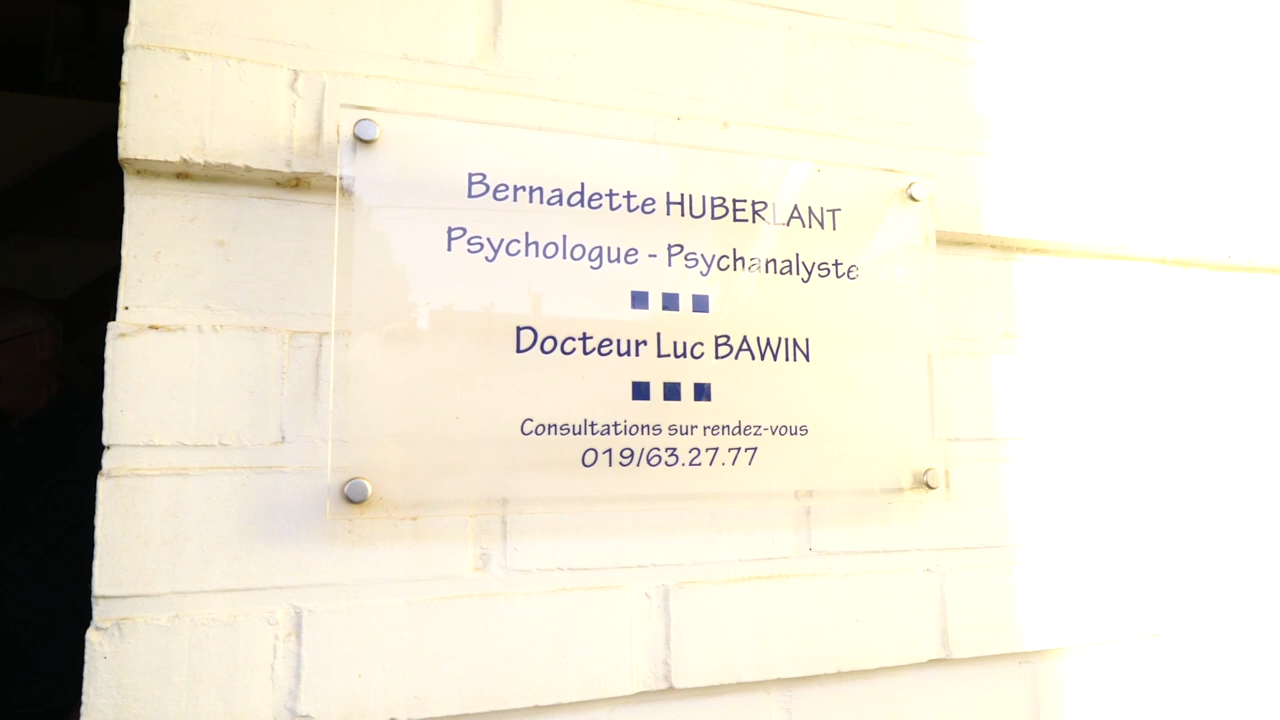 Bernadette HUBERLANT
Psychologue - Psychanalyste
Docteur Luc BAWIN
Consultations sur rendez-vous
019/63.27.77